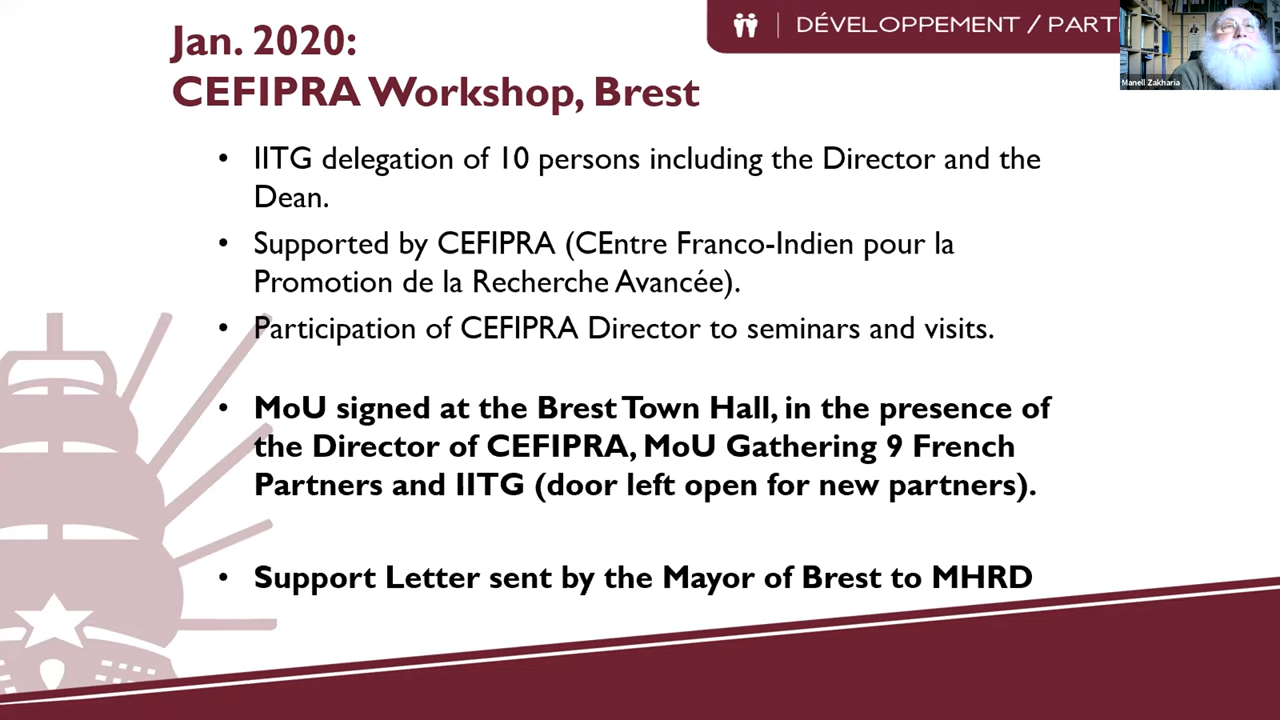 DÉVELOPPEMENT / PART
Manell Zakharia
Jan. 2020:
CEFIPRA Workshop, Brest
• IITG delegation of 10 persons including the Director and the
Dean.
• Supported by CEFIPRA (CEntre Franco-Indien pour la
Promotion de la Recherche Avancée).
• Participation of CEFIPRA Director to seminars and visits.
• MoU signed at the Brest Town Hall, in the presence of
the Director of CEFIPRA, MoU Gathering 9 French
Partners and IITG (door left open for new partners).
• Support Letter sent by the Mayor of Brest to MHRD